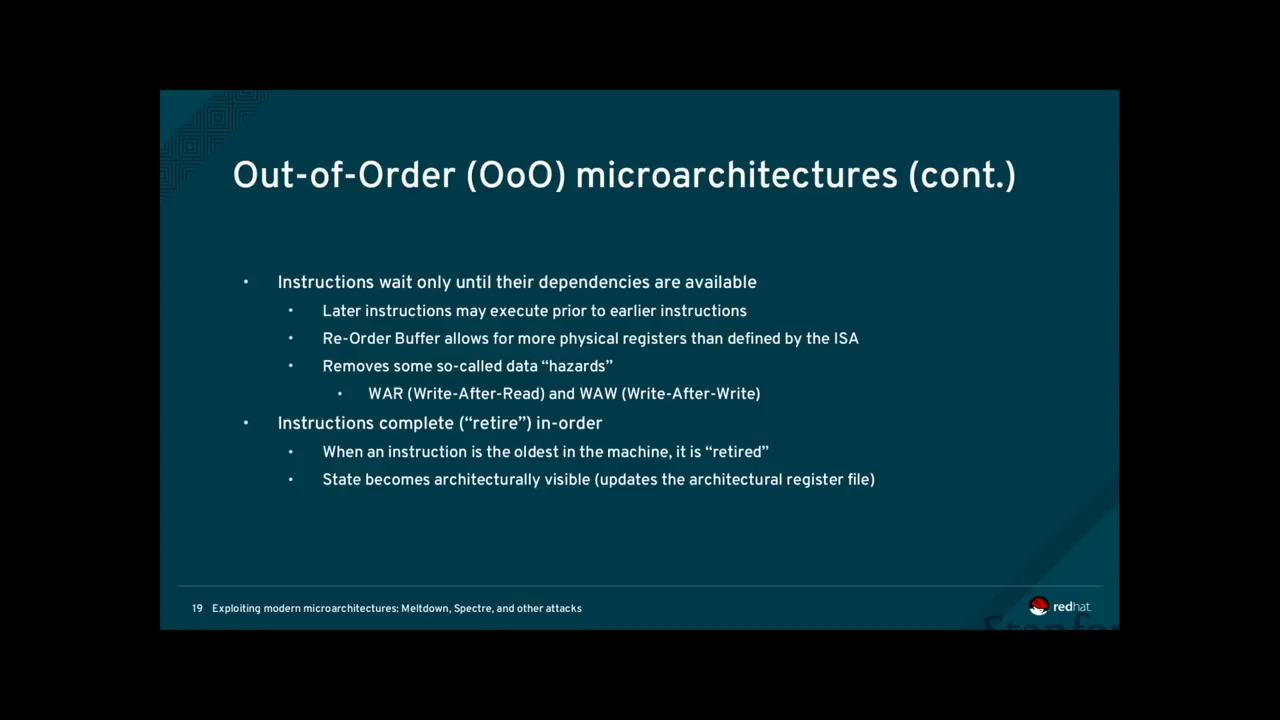 Out-of-Order (OoO) microarchitectures (cont.)
• Instructions wait only until their dependencies are available
• Later instructions may execute prior to earlier instructions
• Re-Order Buffer allows for more physical registers than defined by the ISA
• Removes some so-called data “hazards”
• WAR (Write-After-Read) and WAW (Write-After-Write)
• Instructions complete (“retire”) in-order
• When an instruction is the oldest in the machine, it is “retired”
• State becomes architecturally visible (updates the architectural register file)
19 Exploiting modern microarchitectures: Meltdown, Spectre, and other attacks
redhat.